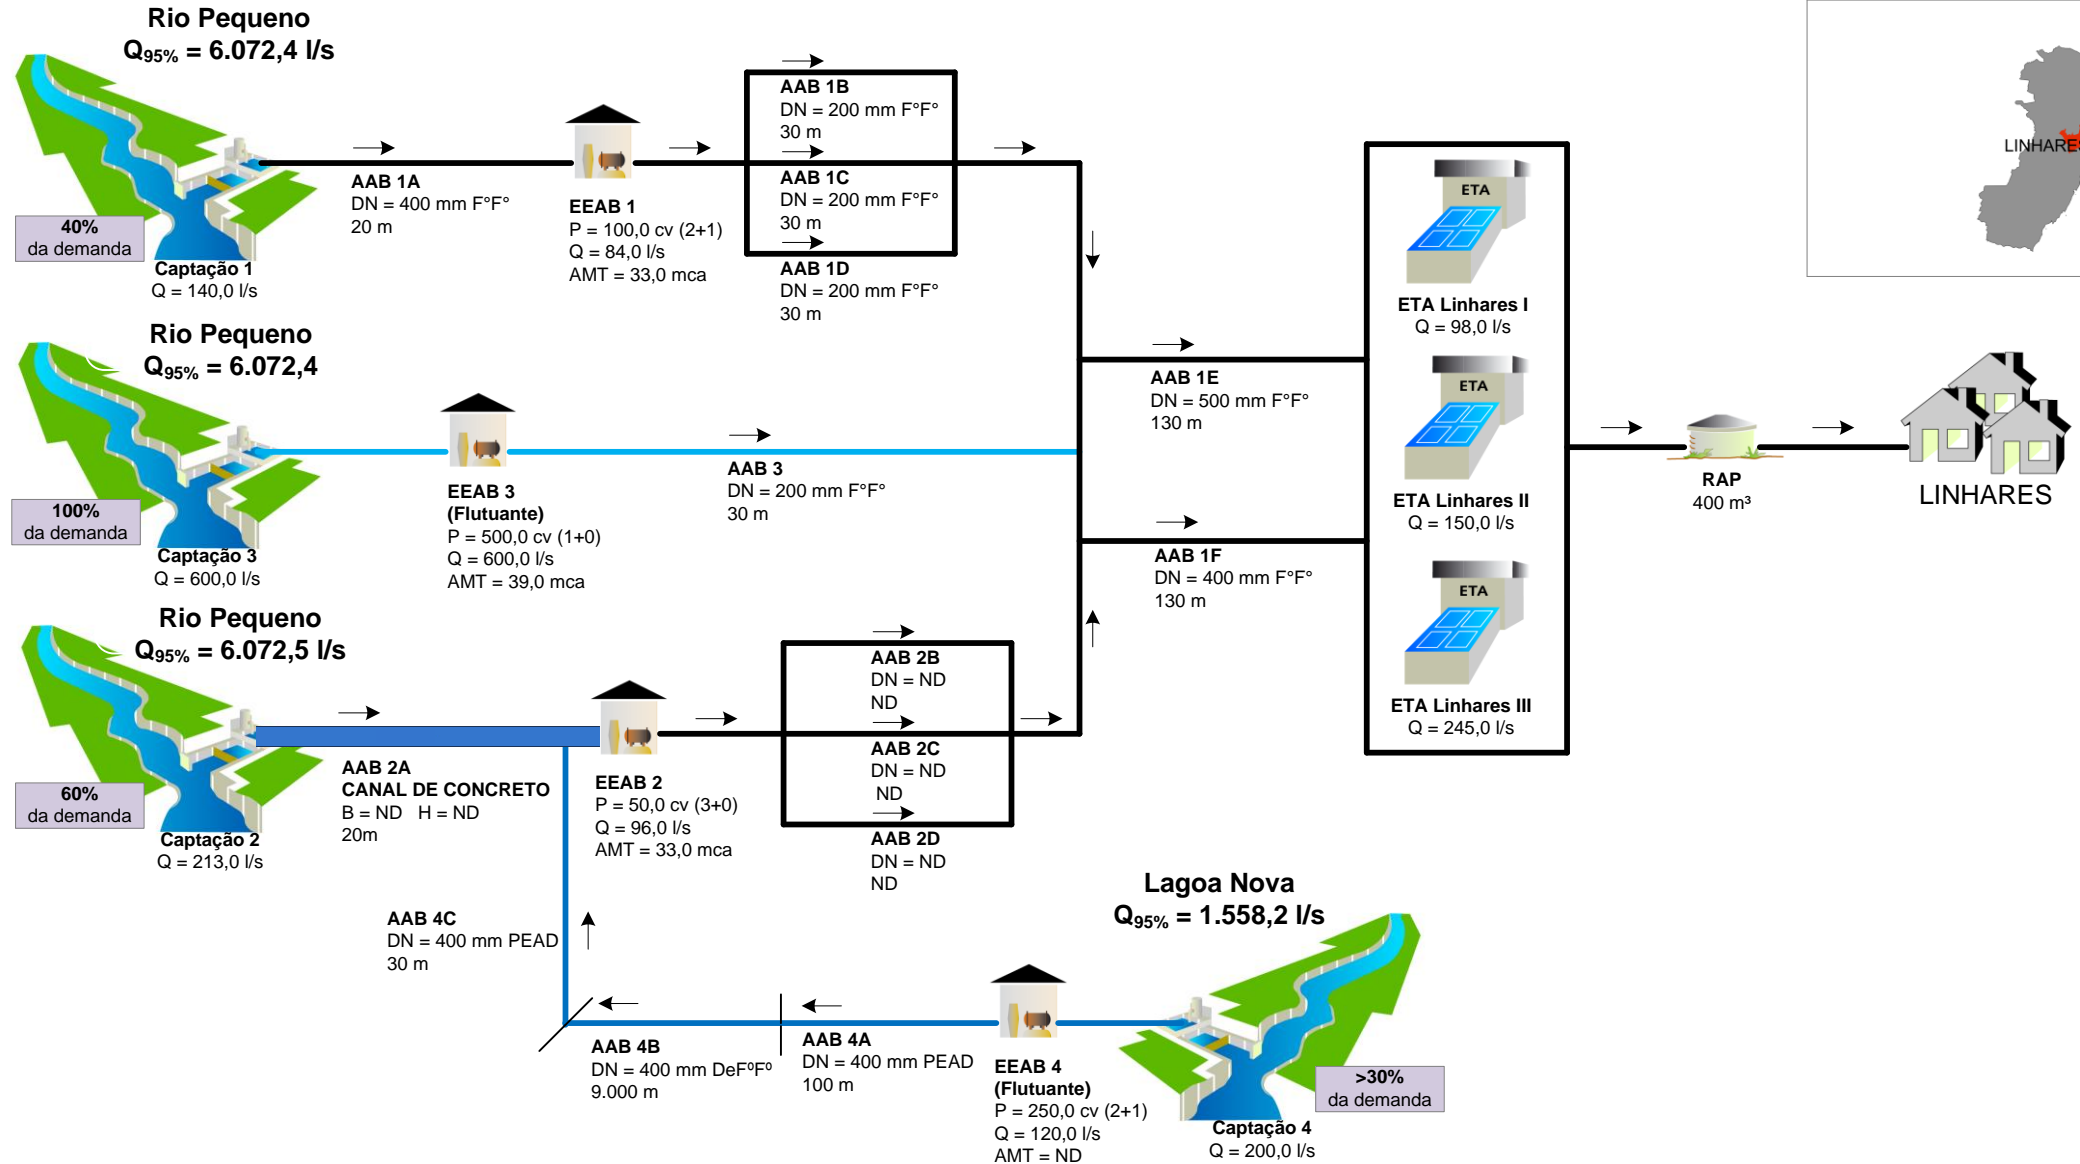 Rio Pequeno
Q95% = 6.072,4 l/s
40%
da demanda
Captação 1
Q = 140,0 l/s
AAB 1A
DN = 400 mm F°F°
20 m
EEAB 1
P = 100,0 cv (2+1)
Q = 84,0 l/s
AMT = 33,0 mca
AAB 1B
DN = 200 mm F°F°
30 m
AAB 1C
DN = 200 mm F°F°
30 m
AAB 1D
DN = 200 mm F°F°
30 m
Rio Pequeno
Q95% = 6.072,4
100%
da demanda
Captação 3
Q = 600,0 l/s
EEAB 3
(Flutuante)
P = 500,0 cv (1+0)
Q = 600,0 l/s
AMT = 39,0 mca
AAB 3
DN = 200 mm F°F°
30 m
AAB 1E
DN = 500 mm F°F°
130 m
AAB 1F
DN = 400 mm F°F°
130 m
Rio Pequeno
Q95% = 6.072,5 l/s
60%
da demanda
Captação 2
Q = 213,0 l/s
AAB 2A
CANAL DE CONCRETO
B = ND H = ND
20m
EEAB 2
P = 50,0 cv (3+0)
Q = 96,0 l/s
AMT = 33,0 mca
AAB 2B
DN = ND
ND
AAB 2C
DN = ND
ND
AAB 2D
DN = ND
ND
AAB 4C
DN = 400 mm PEAD
30 m
AAB 4B
DN = 400 mm DeFºFº
9.000 m
AAB 4A
DN = 400 mm PEAD
100 m
EEAB 4
(Flutuante)
P = 250,0 cv (2+1)
Q = 120,0 l/s
AMT = ND
Lagoa Nova
Q95% = 1.558,2 l/s
>30%
da demanda
Captação 4
Q = 200,0 l/s
ETA
ETA Linhares I
Q = 98,0 l/s
ETA
ETA Linhares II
Q = 150,0 l/s
ETA
ETA Linhares III
Q = 245,0 l/s
RAP
400 m³
LINHARES
LINHARES